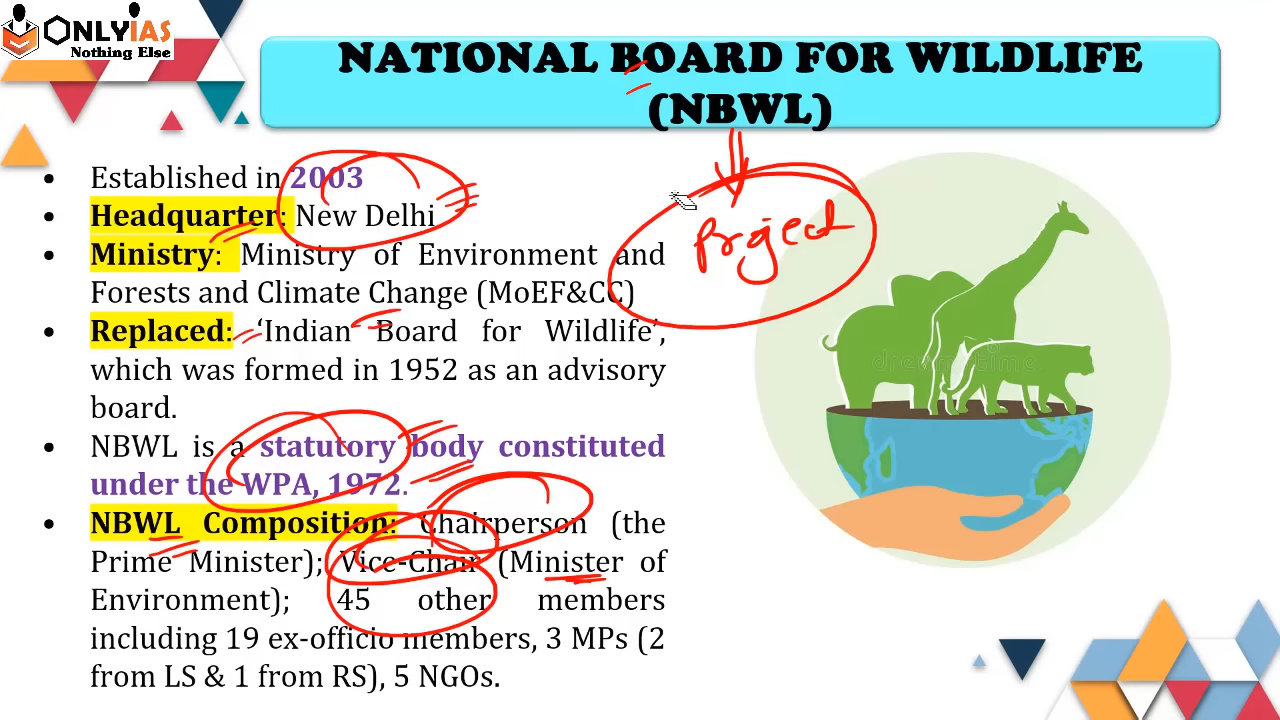 ONLYIAS
Nothing Else
NATIONAL BOARD FOR WILDLIFE
(NBWL)
• Established in 2003
• Headquarter: New Delhi
• Ministry: Ministry of Environment and
Forests and Climate Change (MoEF&CC)
• Replaced: ‘Indian Board for Wildlife’,
which was formed in 1952 as an advisory
board.
• NBWL is a statutory body constituted
under the WPA, 1972.
• NBWL Composition: Chairperson (the
Prime Minister); Vice-Chair (Minister of
Environment); 45 other members
including 19 ex-officio members, 3 MPs (2
from LS & 1 from RS), 5 NGOs.
Project
dreamstime